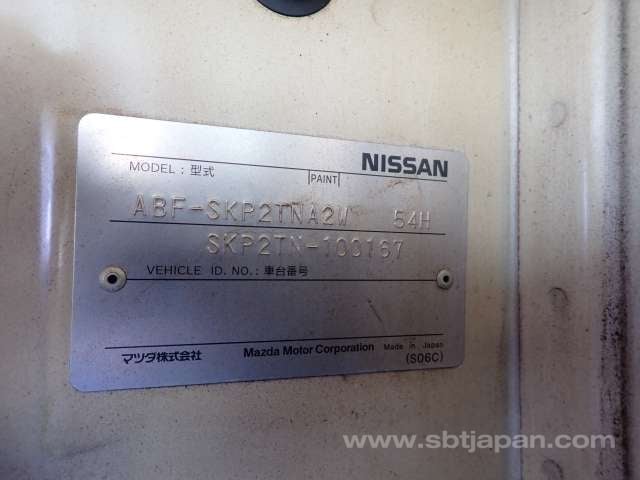 NISSAN
MODEL : 型式
PAINT
ABF-SKP2TNA2W 54H
SKP2TN-100167
VEHICLE ID. NO. : 車台番号
マツダ株式会社 Mazda Motor Corporation Made in Japan
(S06C)
www.sbtjapan.com